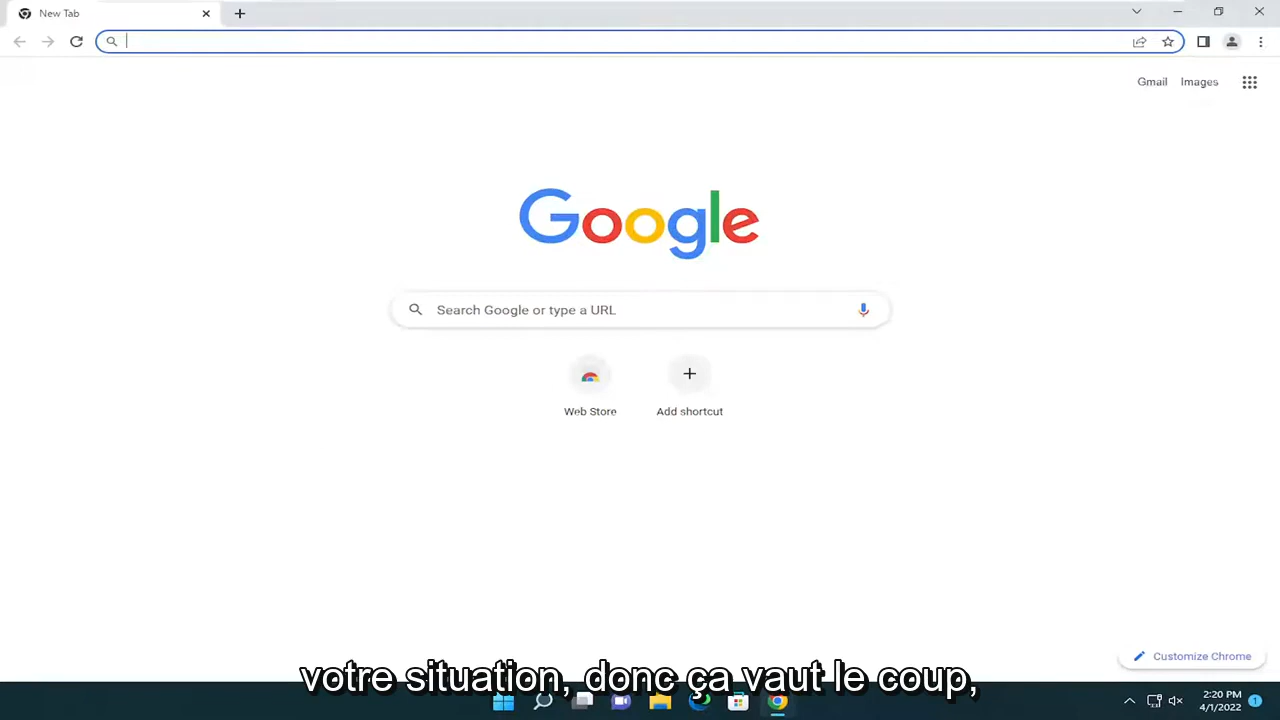 New Tab
Gmail Images
Google
Search Google or type a URL
Web Store Add shortcut
Customize Chrome
votre situation, donc ça vaut le coup,
2:20 PM
4/1/2022
1